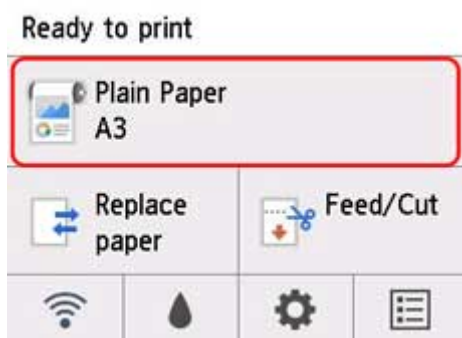 Ready to print
Plain Paper
A3
Replace
paper
Feed/Cut